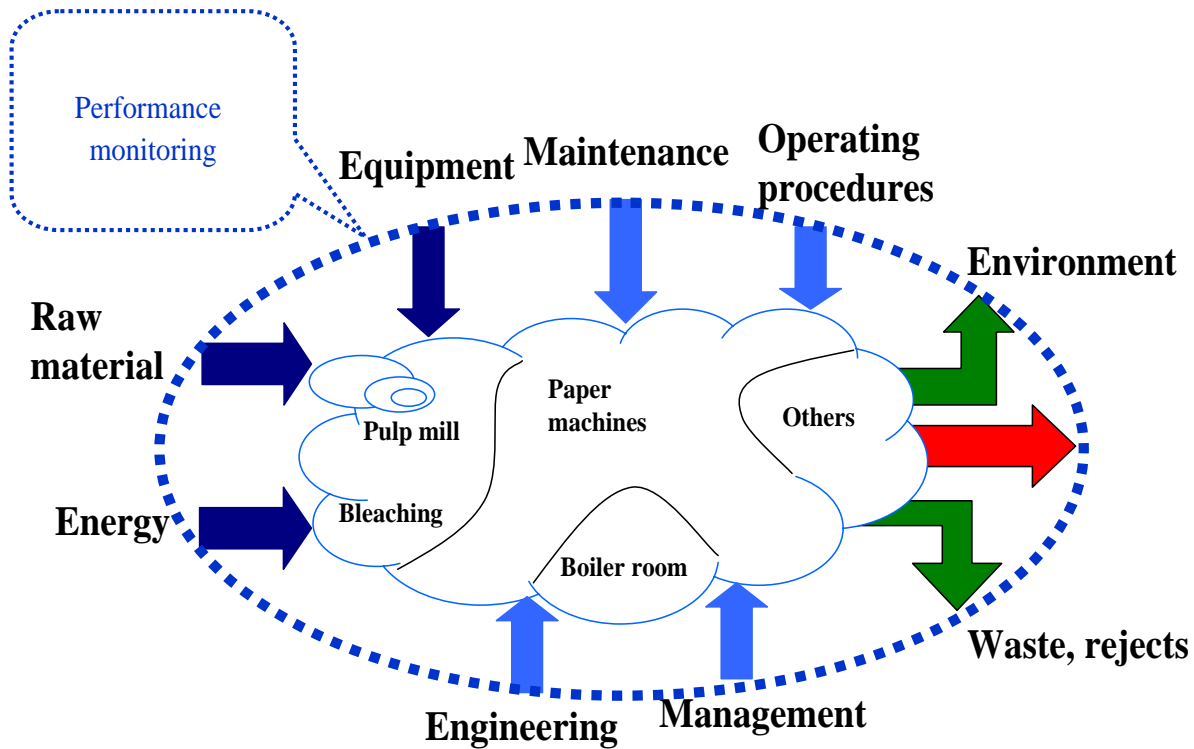 Performance
monitoring
Equipment
Maintenance
Operating
procedures
Environment
Raw
material
Paper
machines
Pulp mill
Others
Energy
Bleaching
Boiler room
Waste, rejects
Engineering
Management